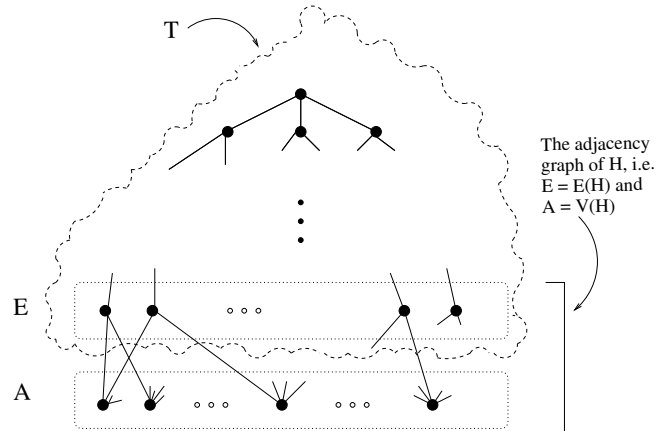 T
The adjacency
graph of H, i.e.
E = E(H) and
A = V(H)
E
A